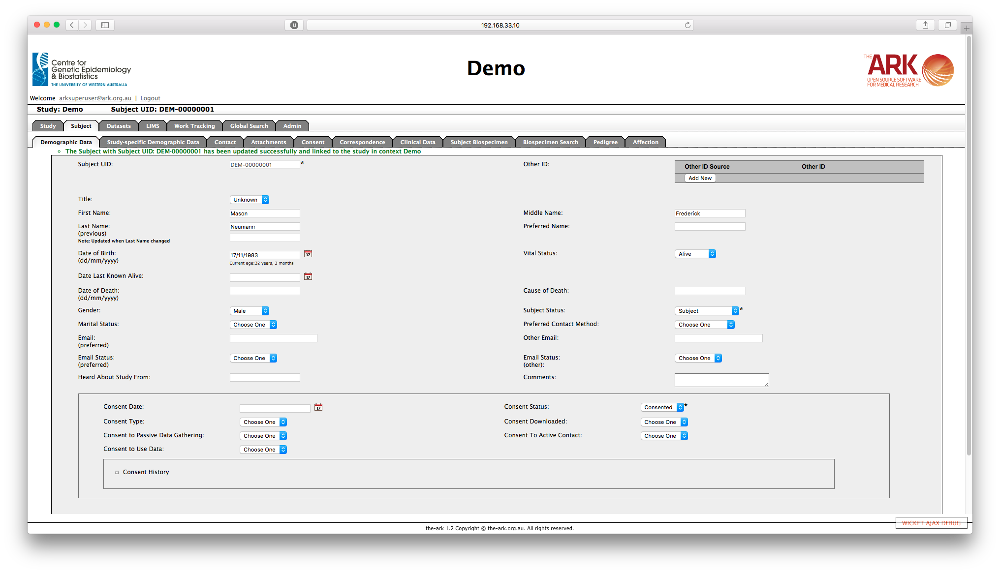 192.168.33.10
Centre for
Genetic Epidemiology
& Biostatistics
THE UNIVERSITY OF WESTERN AUSTRALIA
Demo
THE ARK
OPEN SOURCE SOFTWARE
FOR MEDICAL RESEARCH
Welcome arksuperuser@ark.org.au | Logout
Study: Demo Subject UID: DEM-00000001
Study Subject Datasets LIMS Work Tracking Global Search Admin
Demographic Data Study-specific Demographic Data Contact Attachments Consent Correspondence Clinical Data Subject Biospecimen Biospecimen Search Pedigree Affection
The Subject with Subject UID: DEM-00000001 has been updated successfully and linked to the study in context Demo
Subject UID: DEM-00000001 * Other ID: Other ID Source Other ID
Add New
Title: Unknown
First Name: Mason Middle Name: Frederick
Last Name: Neumann Preferred Name:
(previous)
Note: Updated when Last Name changed
Date of Birth: 17/11/1983 17 Vital Status: Alive
(dd/mm/yyyy)
Current age:32 years, 3 months
Date Last Known Alive: 17
Date of Death: Cause of Death:
(dd/mm/yyyy)
Gender: Male Subject Status: Subject *
Marital Status: Choose One Preferred Contact Method: Choose One
Email: Other Email:
(preferred)
Email Status: Choose One Email Status: Choose One
(preferred) (other):
Heard About Study From: Comments:
Consent Date: 17 Consent Status: Consented *
Consent Type: Choose One Consent Downloaded: Choose One
Consent to Passive Data Gathering: Choose One Consent To Active Contact: Choose One
Consent to Use Data: Choose One
Consent History
WICKET AJAX DEBUG
the-ark 1.2 Copyright © the-ark.org.au. All rights reserved.